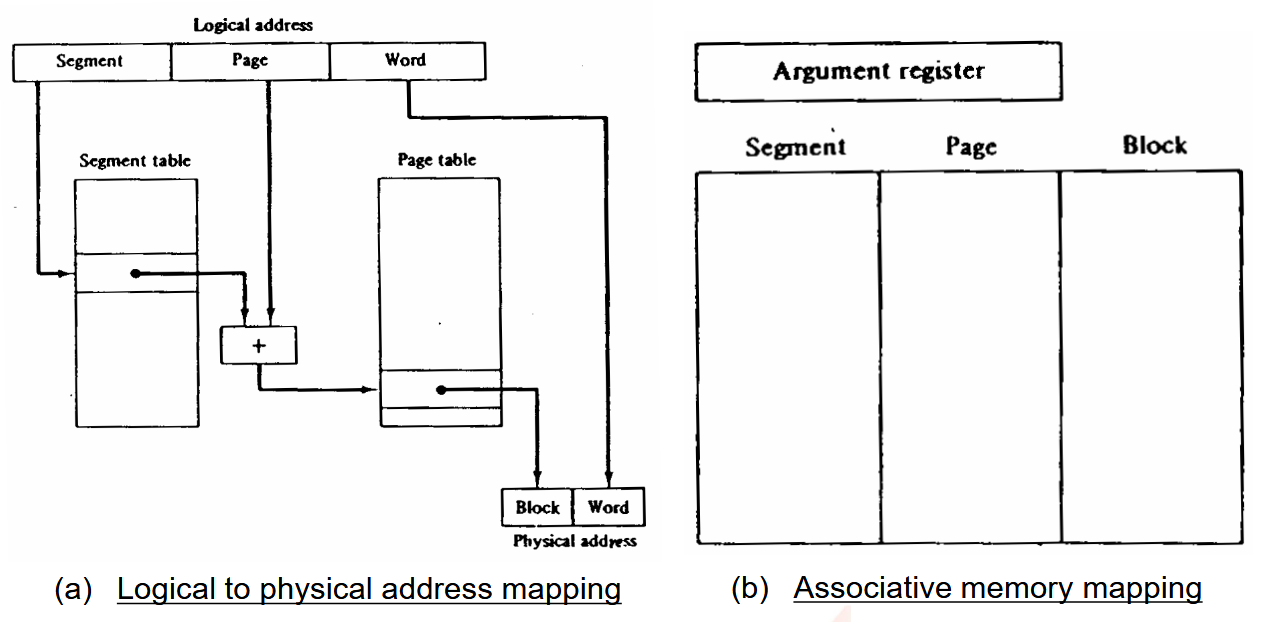 Logical address
Segment Page Word
Segment table
Page table
+
Block Word
Physical address
(a) Logical to physical address mapping
Argument register
Segment Page Block
(b) Associative memory mapping